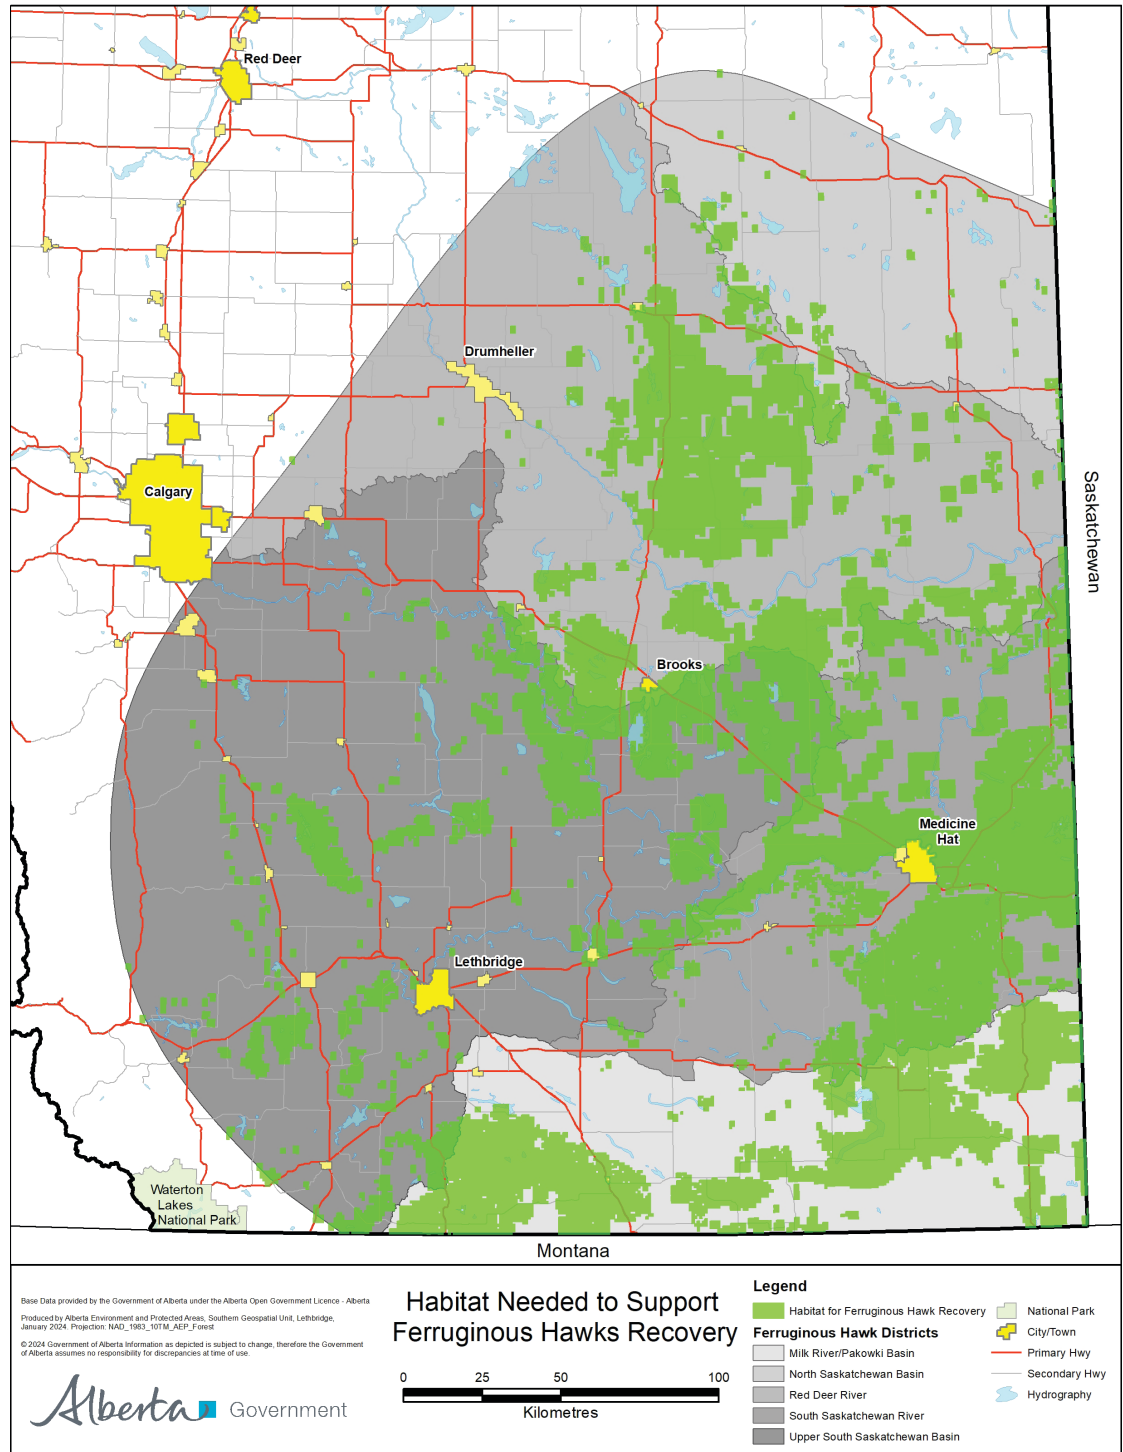 Red Deer
Drumheller
Calgary
Saskatchewan
Brooks
Medicine
Hat
Lethbridge
Waterton
Lakes
National Park
Montana
Base Data provided by the Government of Alberta under the Alberta Open Government Licence - Alberta
Produced by Alberta Environment and Protected Areas, Southern Geospatial Unit, Lethbridge,
January 2024. Projection: NAD_1983_10TM_AEP_Forest
© 2024 Government of Alberta Information as depicted is subject to change, therefore the Government
of Alberta assumes no responsibility for discrepancies at time of use.
Alberta Government
Habitat Needed to Support
Ferruginous Hawks Recovery
0 25 50 100
Kilometres
Legend
Habitat for Ferruginous Hawk Recovery
Ferruginous Hawk Districts
Milk River/Pakowki Basin
North Saskatchewan Basin
Red Deer River
South Saskatchewan River
Upper South Saskatchewan Basin
National Park
City/Town
Primary Hwy
Secondary Hwy
Hydrography